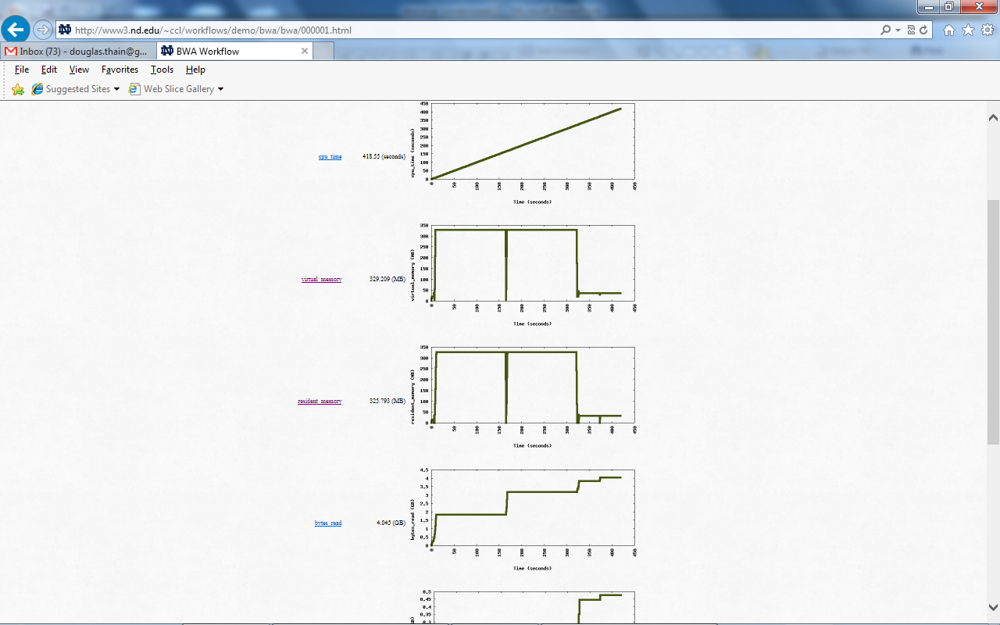 http://www3.nd.edu/~ccl/workflows/demo/bwa/bwa/000001.html
Inbox (73) - douglas.thain@g...
BWA Workflow
File Edit View Favorites Tools Help
Suggested Sites
Web Slice Gallery
450
400
350
300
250
200
150
100
50
0
cpu_time (seconds)
cpu_time 418.55 (seconds)
0 50 100 150 200 250 300 350 400 450
Time (seconds)
350
300
250
200
150
100
50
0
virtual_memory (MB)
virtual_memory 329.209 (MB)
0 50 100 150 200 250 300 350 400 450
Time (seconds)
350
300
250
200
150
100
50
0
resident_memory (MB)
resident_memory 325.793 (MB)
0 50 100 150 200 250 300 350 400 450
Time (seconds)
4.5
4
3.5
3
2.5
2
1.5
1
0.5
0
bytes_read (GB)
bytes_read 4.045 (GB)
0 50 100 150 200 250 300 350 400 450
Time (seconds)
0.5
0.45
0.4
0.35